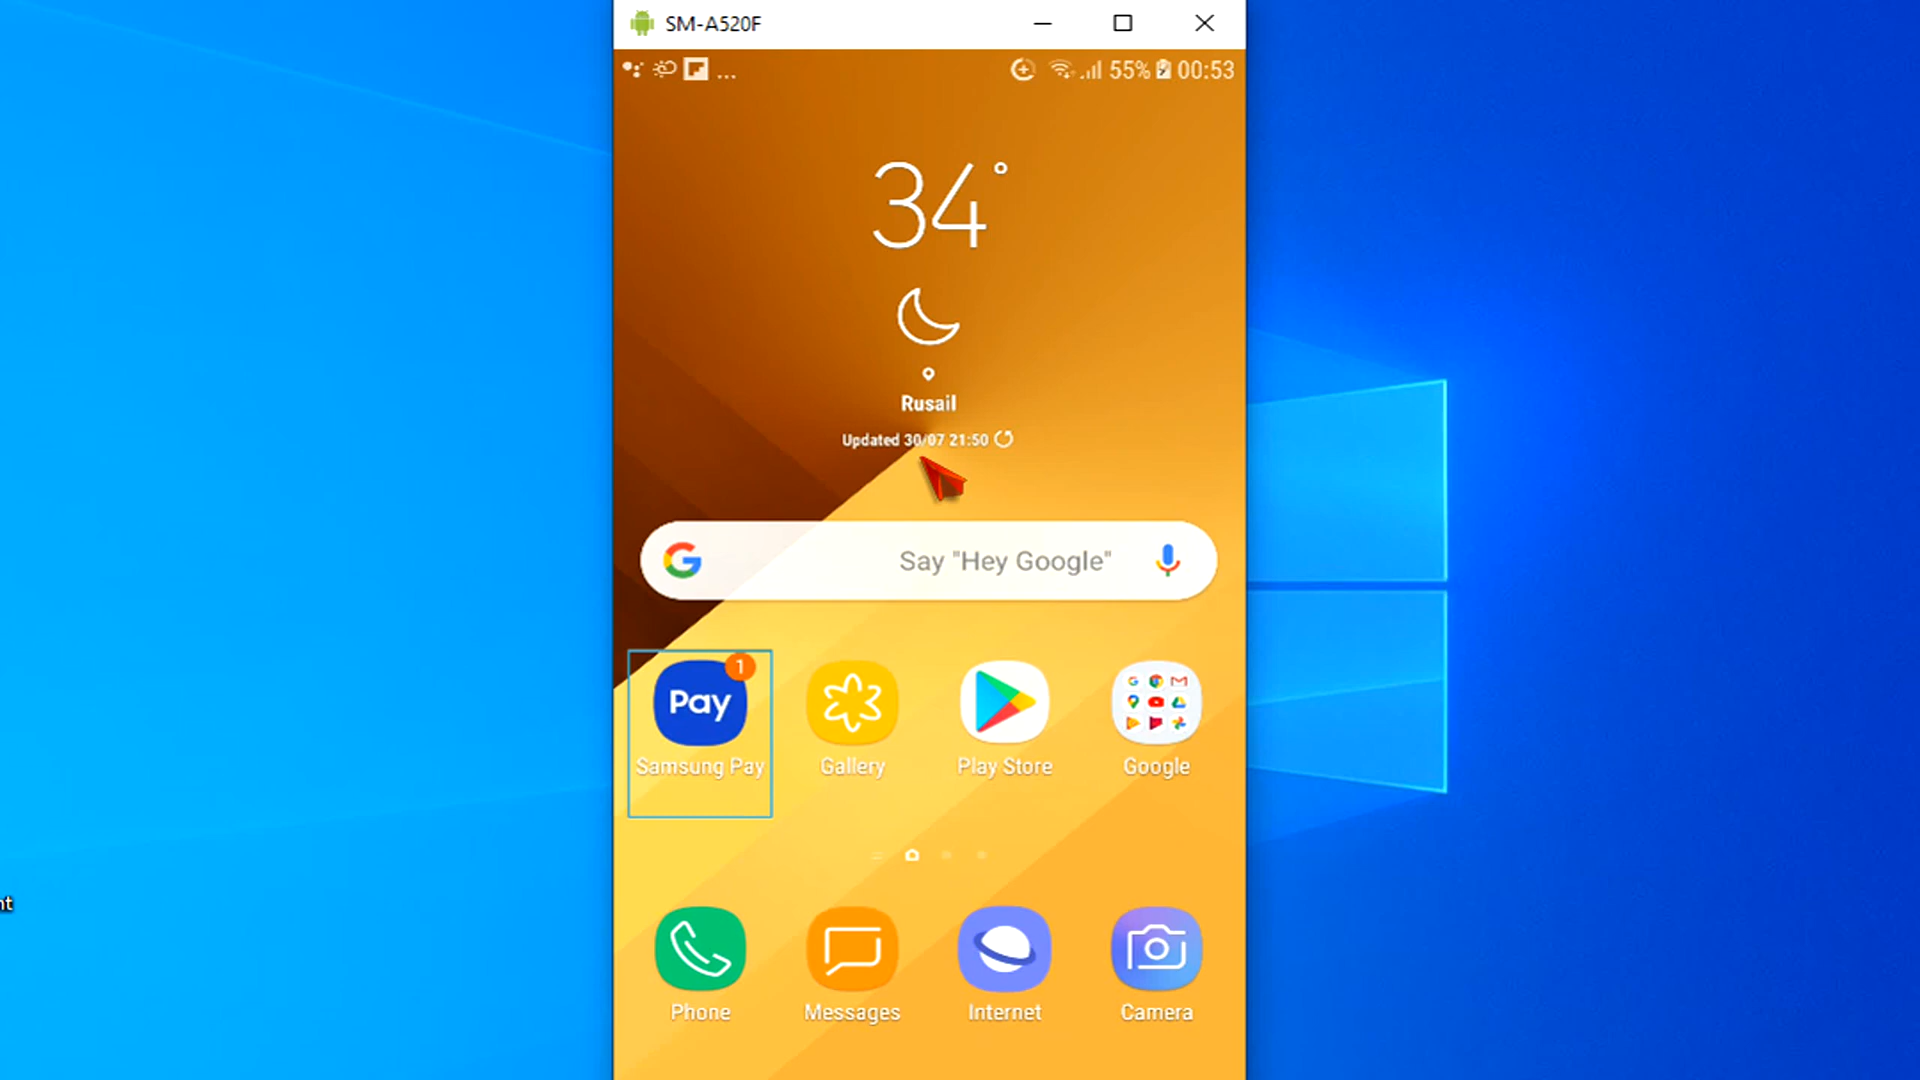 SM-A520F
... 55% 00:53
34°
Rusail
Updated 30/07 21:50
Say "Hey Google"
Pay 1
Samsung Pay Gallery Play Store Google
nt
Phone Messages Internet Camera